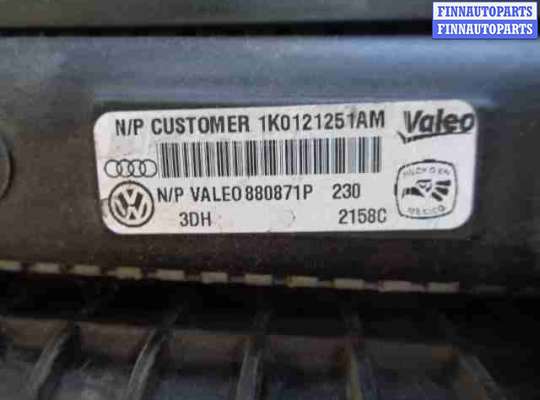 FINNAUTOPARTS
FINNAUTOPARTS
N/P CUSTOMER 1K0121251AM Valeo
N/P VALEO 880871P 230
3DH 2158C
HECHO EN
MEXICO